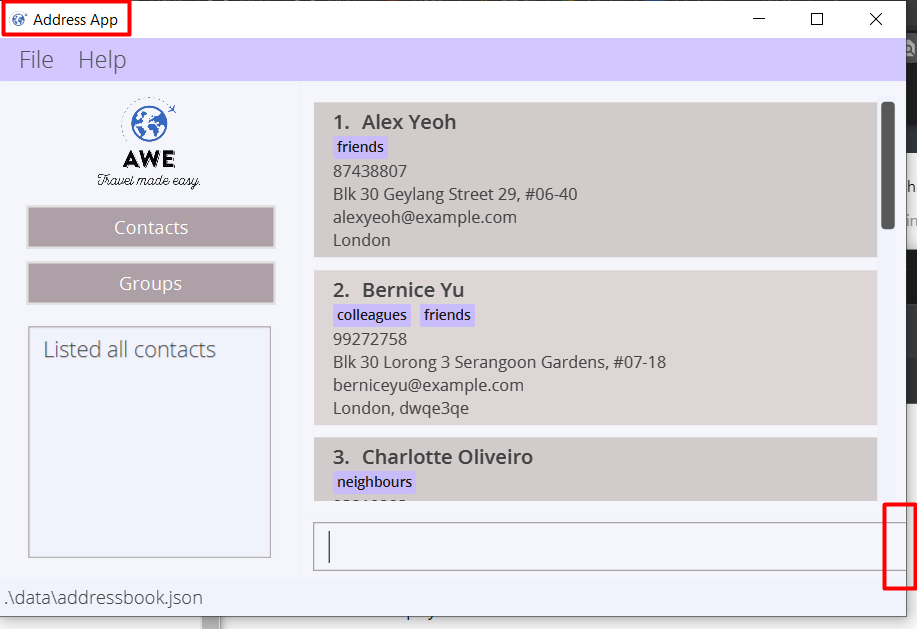 Address App
File Help
AWE
Travel made easy.
Contacts
Groups
Listed all contacts
1. Alex Yeoh
friends
87438807
Blk 30 Geylang Street 29, #06-40
alexyeoh@example.com
London
2. Bernice Yu
colleagues friends
99272758
Blk 30 Lorong 3 Serangoon Gardens, #07-18
berniceyu@example.com
London, dwqe3qe
3. Charlotte Oliveiro
neighbours
.\data\addressbook.json